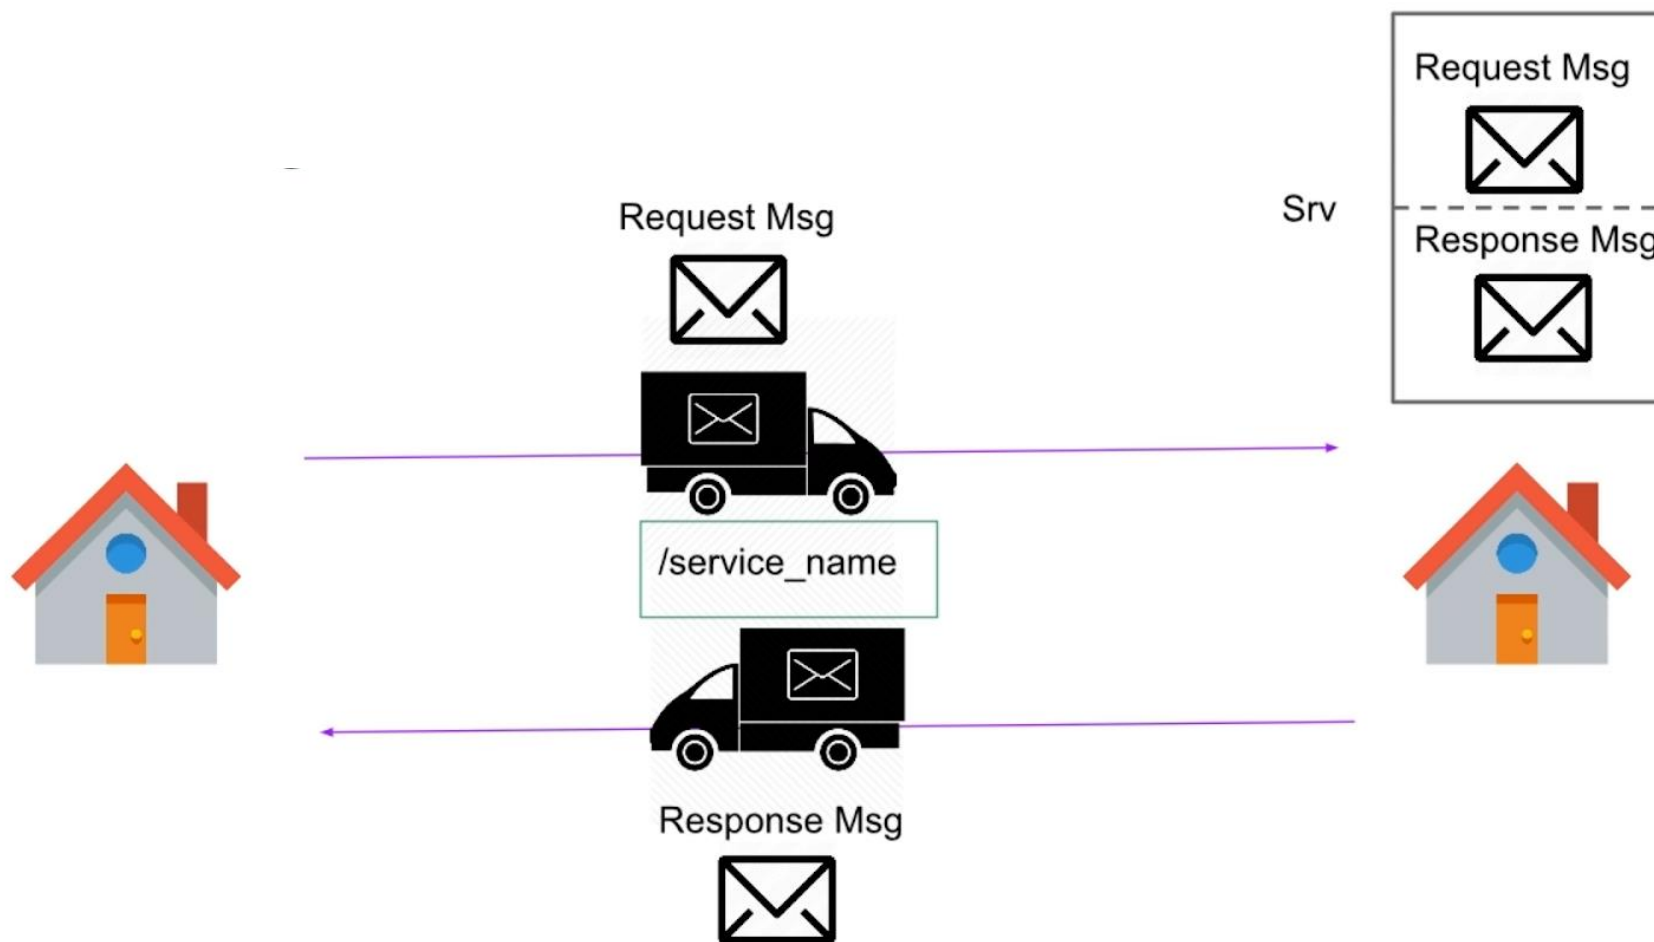 Request Msg
Srv
Response Msg
Request Msg
/service_name
Response Msg